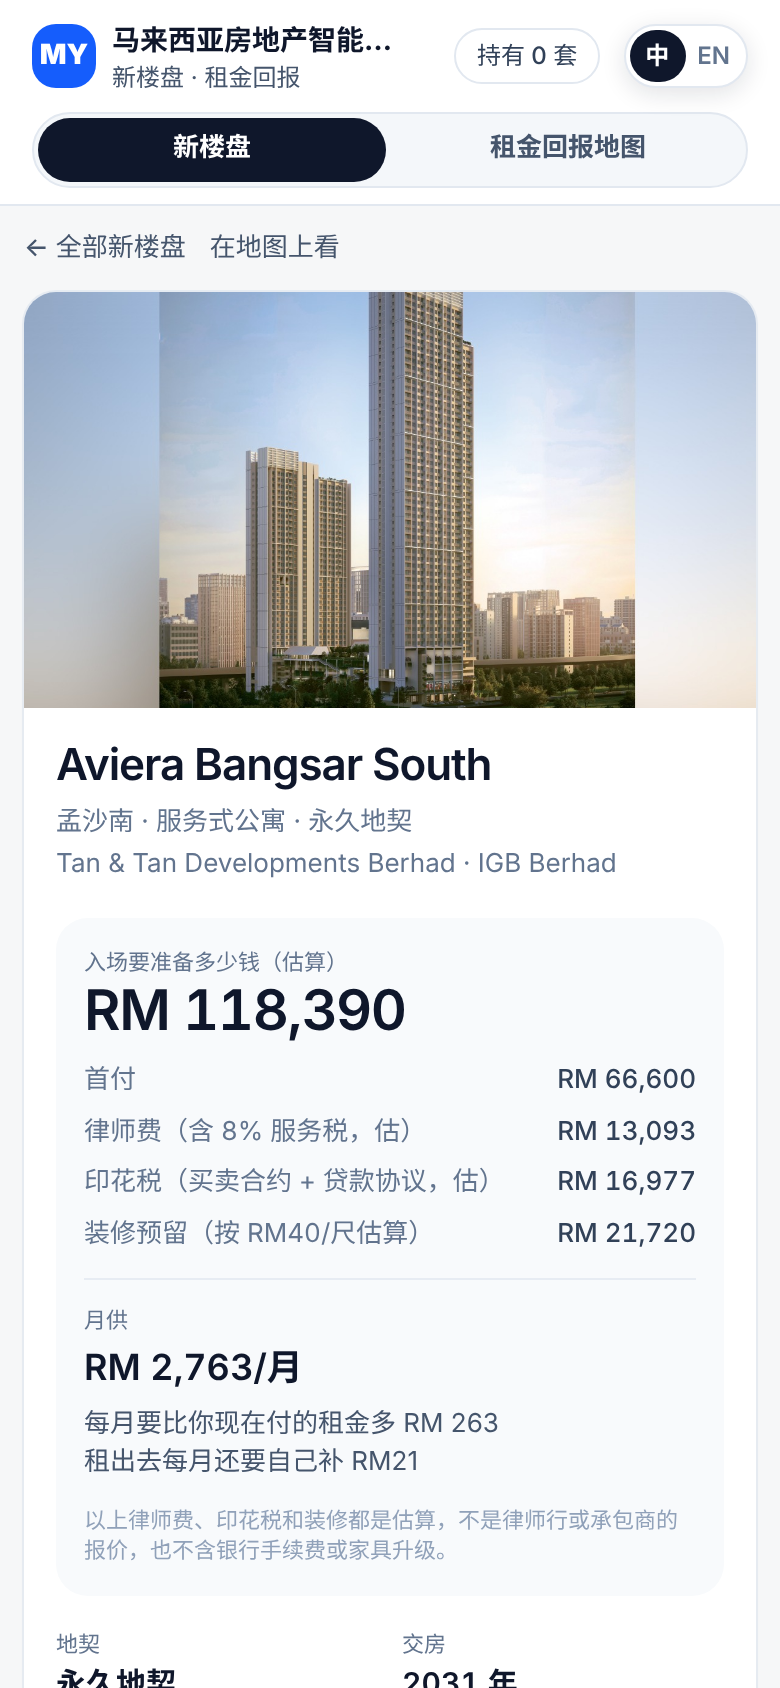 MY
马来西亚房地产智能...
新楼盘 · 租金回报
持有 0 套
中
EN
新楼盘
租金回报地图
← 全部新楼盘
在地图上看
Aviera Bangsar South
孟沙南 · 服务式公寓 · 永久地契
Tan & Tan Developments Berhad · IGB Berhad
入场要准备多少钱（估算）
RM 118,390
首付 RM 66,600
律师费（含 8% 服务税，估） RM 13,093
印花税（买卖合约 + 贷款协议，估） RM 16,977
装修预留（按 RM40/尺估算） RM 21,720
月供
RM 2,763/月
每月要比你现在付的租金多 RM 263
租出去每月还要自己补 RM21
以上律师费、印花税和装修都是估算，不是律师行或承包商的
报价，也不含银行手续费或家具升级。
地契 交房
永久地契 2031 年